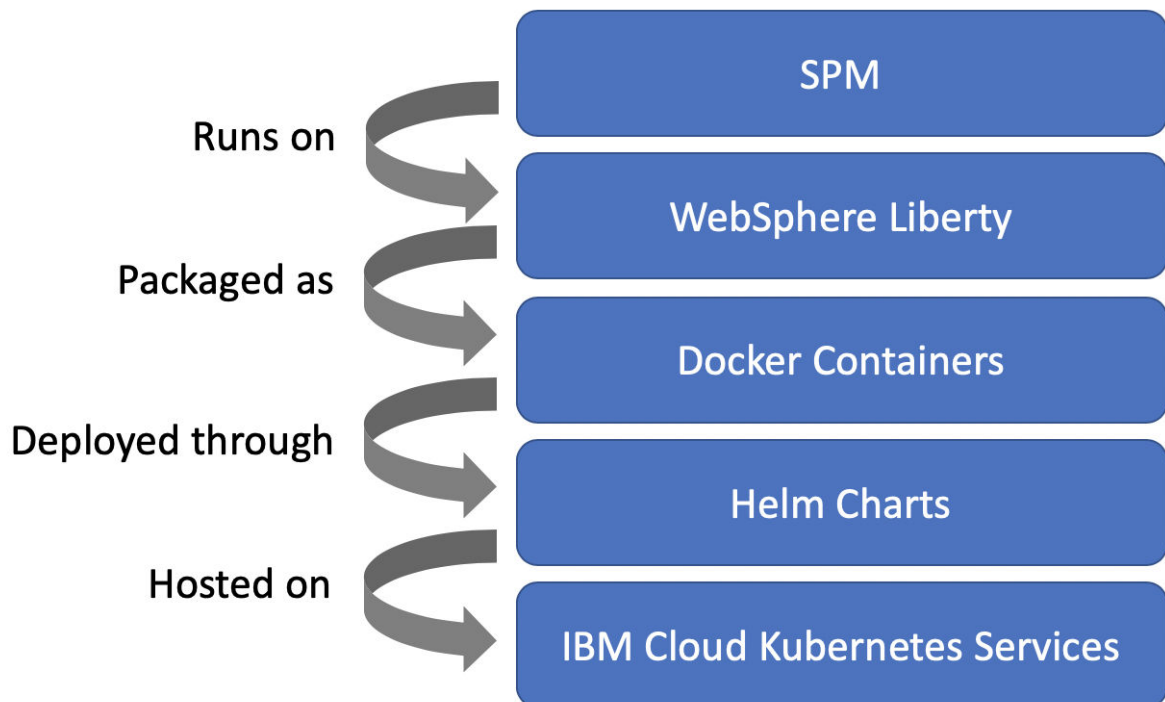 SPM
Runs on
WebSphere Liberty
Packaged as
Docker Containers
Deployed through
Helm Charts
Hosted on
IBM Cloud Kubernetes Services